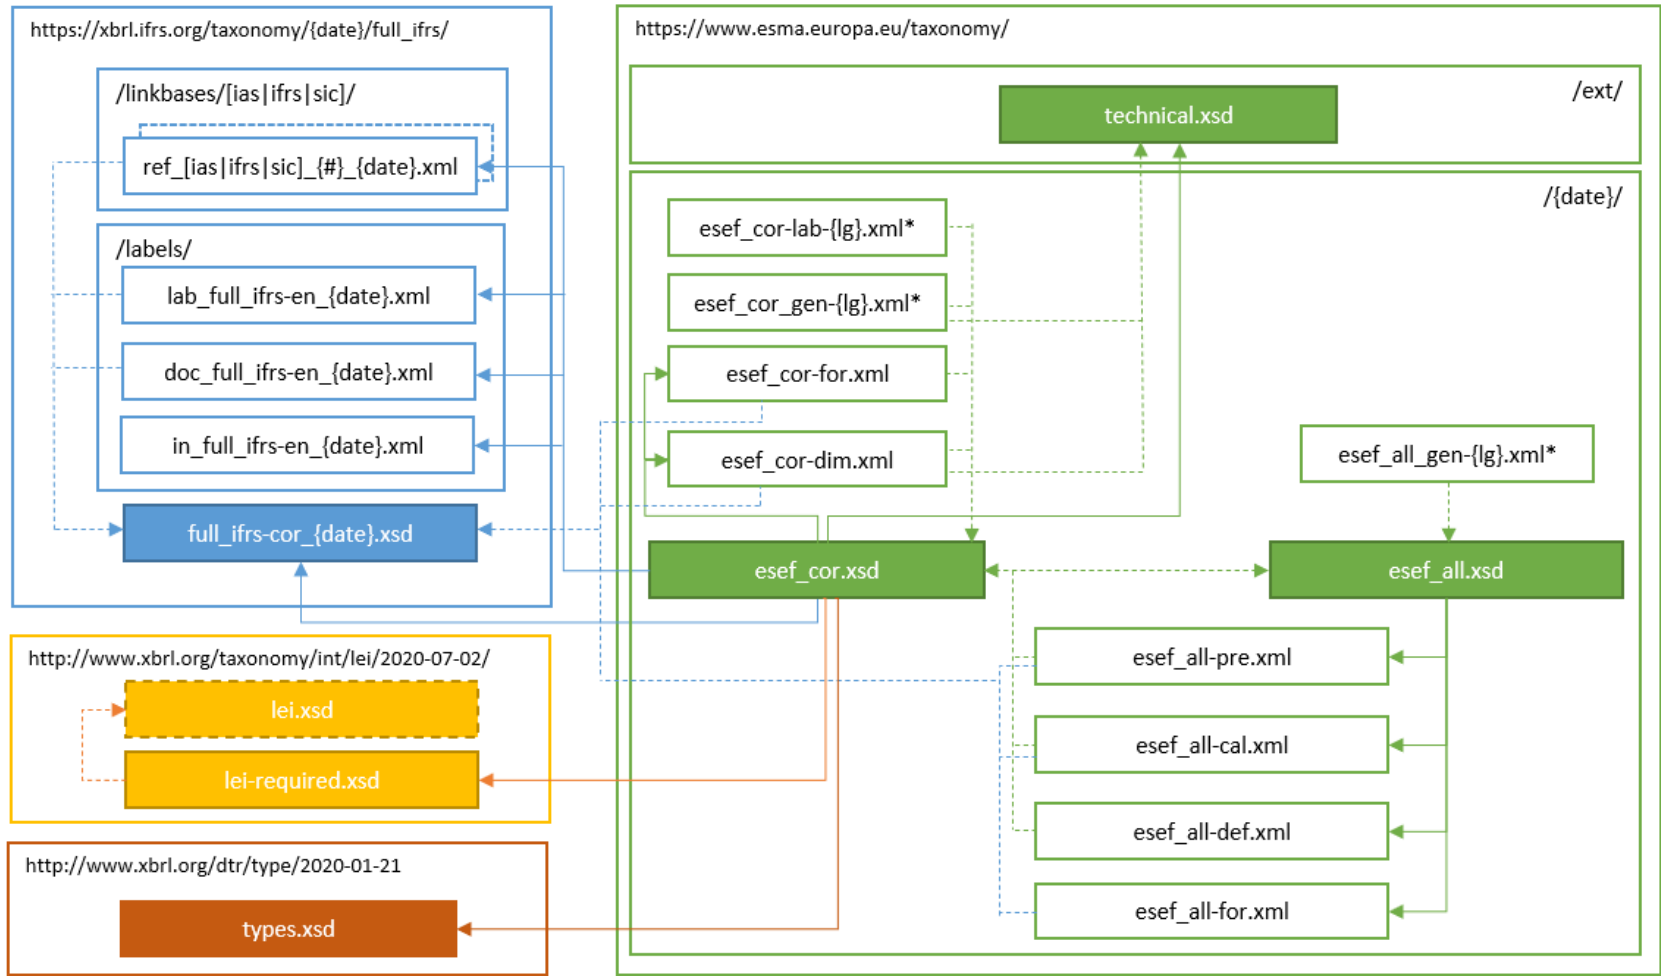 https://xbrl.ifrs.org/taxonomy/{date}/full_ifrs/
/linkbases/[ias|ifrs|sic]/
ref_[ias|ifrs|sic]_{#}_{date}.xml
/labels/
lab_full_ifrs-en_{date}.xml
doc_full_ifrs-en_{date}.xml
in_full_ifrs-en_{date}.xml
full_ifrs-cor_{date}.xsd
http://www.xbrl.org/taxonomy/int/lei/2020-07-02/
lei.xsd
lei-required.xsd
http://www.xbrl.org/dtr/type/2020-01-21
types.xsd
https://www.esma.europa.eu/taxonomy/
/ext/
technical.xsd
/{date}/
esef_cor-lab-{lg}.xml*
esef_cor_gen-{lg}.xml*
esef_cor-for.xml
esef_cor-dim.xml
esef_all_gen-{lg}.xml*
esef_cor.xsd
esef_all.xsd
esef_all-pre.xml
esef_all-cal.xml
esef_all-def.xml
esef_all-for.xml